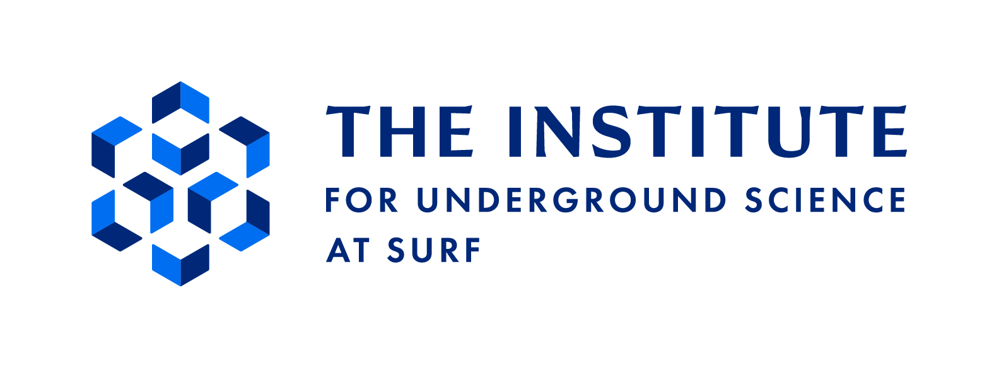 THE INSTITUTE
FOR UNDERGROUND SCIENCE
AT SURF